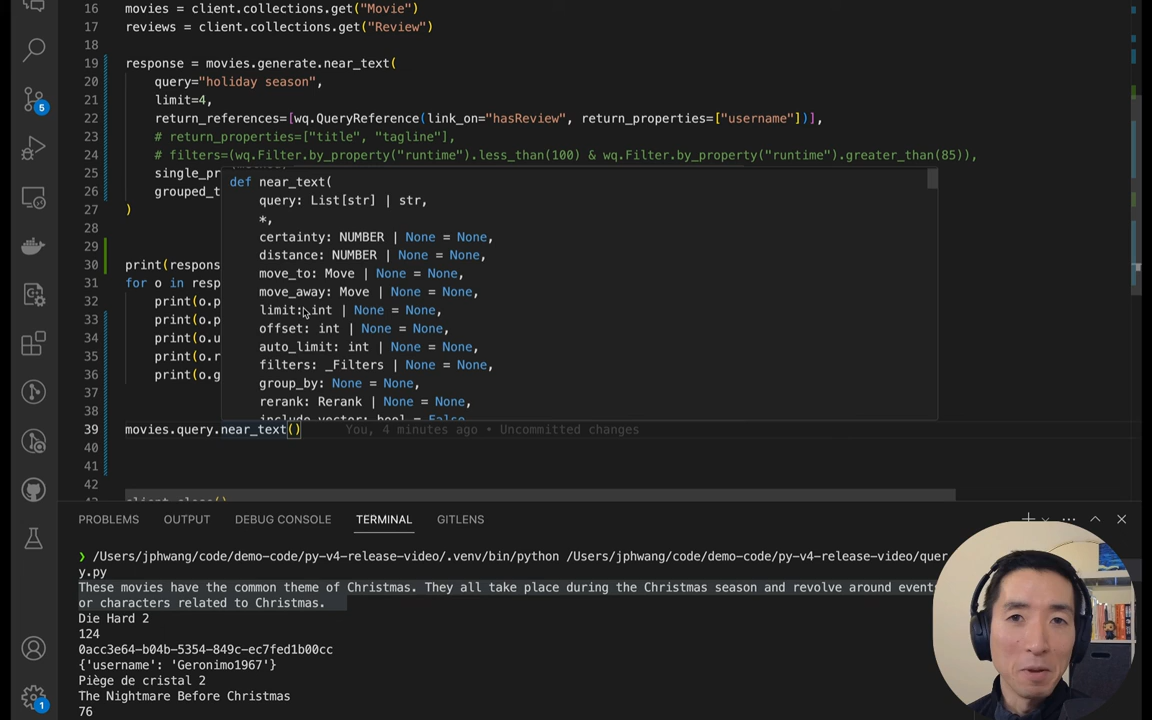 16 movies = client.collections.get("Movie")
17 reviews = client.collections.get("Review")
18
19 response = movies.generate.near_text(
20 query="holiday season",
21 limit=4,
22 return_references=[wq.QueryReference(link_on="hasReview", return_properties=["username"])],
23 # return_properties=["title", "tagline"],
24 # filters=(wq.Filter.by_property("runtime").less_than(100) & wq.Filter.by_property("runtime").greater_than(85)),
25 single_pr
26 grouped_t
27 )
28
29
30 print(respons
31 for o in resp
32 print(o.p
33 print(o.p
34 print(o.u
35 print(o.r
36 print(o.g
37
38
def near_text(
query: List[str] | str,
*,
certainty: NUMBER | None = None,
distance: NUMBER | None = None,
move_to: Move | None = None,
move_away: Move | None = None,
limit: int | None = None,
offset: int | None = None,
auto_limit: int | None = None,
filters: _Filters | None = None,
group_by: None = None,
rerank: Rerank | None = None,
include_vector: bool = False
39 movies.query.near_text() You, 4 minutes ago • Uncommitted changes
40
41
42
43 client.close()
5
1
PROBLEMS OUTPUT DEBUG CONSOLE TERMINAL GITLENS
❯ /Users/jphwang/code/demo-code/py-v4-release-video/.venv/bin/python /Users/jphwang/code/demo-code/py-v4-release-video/quer
y.py
These movies have the common theme of Christmas. They all take place during the Christmas season and revolve around events
or characters related to Christmas.
Die Hard 2
124
0acc3e64-b04b-5354-849c-ec7fed1b00cc
{'username': 'Geronimo1967'}
Piège de cristal 2
The Nightmare Before Christmas
76